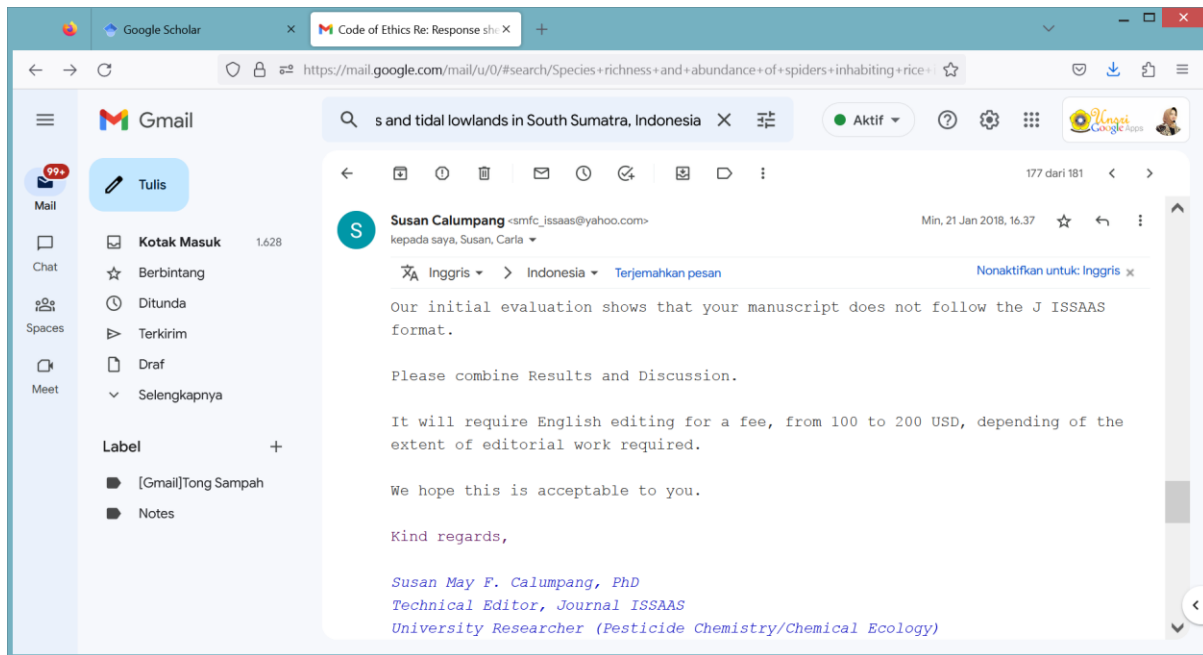 Google Scholar
Code of Ethics Re: Response she
https://mail.google.com/mail/u/0/#search/Species+richness+and+abundance+of+spiders+inhabiting+rice+
Gmail
s and tidal lowlands in South Sumatra, Indonesia
Aktif
Unsri
Google Apps
99+
Mail
Chat
Spaces
Meet
Tulis
Kotak Masuk 1.628
Berbintang
Ditunda
Terkirim
Draf
Selengkapnya
Label
[Gmail]Tong Sampah
Notes
177 dari 181
S
Susan Calumpang <smfc_issaas@yahoo.com>
Min, 21 Jan 2018, 16.37
kepada saya, Susan, Carla
Inggris > Indonesia Terjemahkan pesan
Nonaktifkan untuk: Inggris
Our initial evaluation shows that your manuscript does not follow the J ISSAAS
format.
Please combine Results and Discussion.
It will require English editing for a fee, from 100 to 200 USD, depending of the
extent of editorial work required.
We hope this is acceptable to you.
Kind regards,
Susan May F. Calumpang, PhD
Technical Editor, Journal ISSAAS
University Researcher (Pesticide Chemistry/Chemical Ecology)